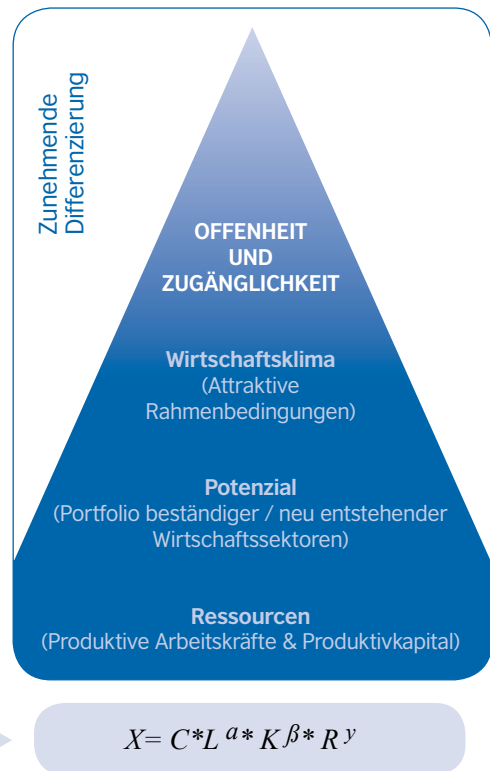 Zunehmende
Differenzierung
OFFENHEIT
UND
ZUGÄNGLICHKEIT
Wirtschaftsklima
(Attraktive
Rahmenbedingungen)
Potenzial
(Portfolio beständiger / neu entstehender
Wirtschaftssektoren)
Ressourcen
(Produktive Arbeitskräfte & Produktivkapital)
X= C*L^a* K^β* R^y